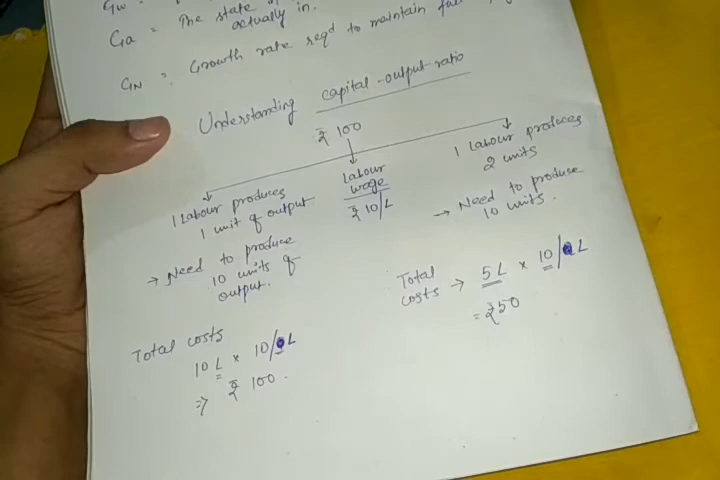 Gw =
Ga = The state
actually in.
GN : Growth rate reqd to maintain
Understanding capital-output-ratio
₹ 100
1 Labour produces
1 unit of output
→ Need to produce
10 units of
output.
Total costs
10 L × 10/L
⇒ ₹ 100.
Labour
wage
₹ 10/L
1 Labour produces
2 units
→ Need to produce
10 units.
Total
costs → 5 L × 10/L
= ₹50